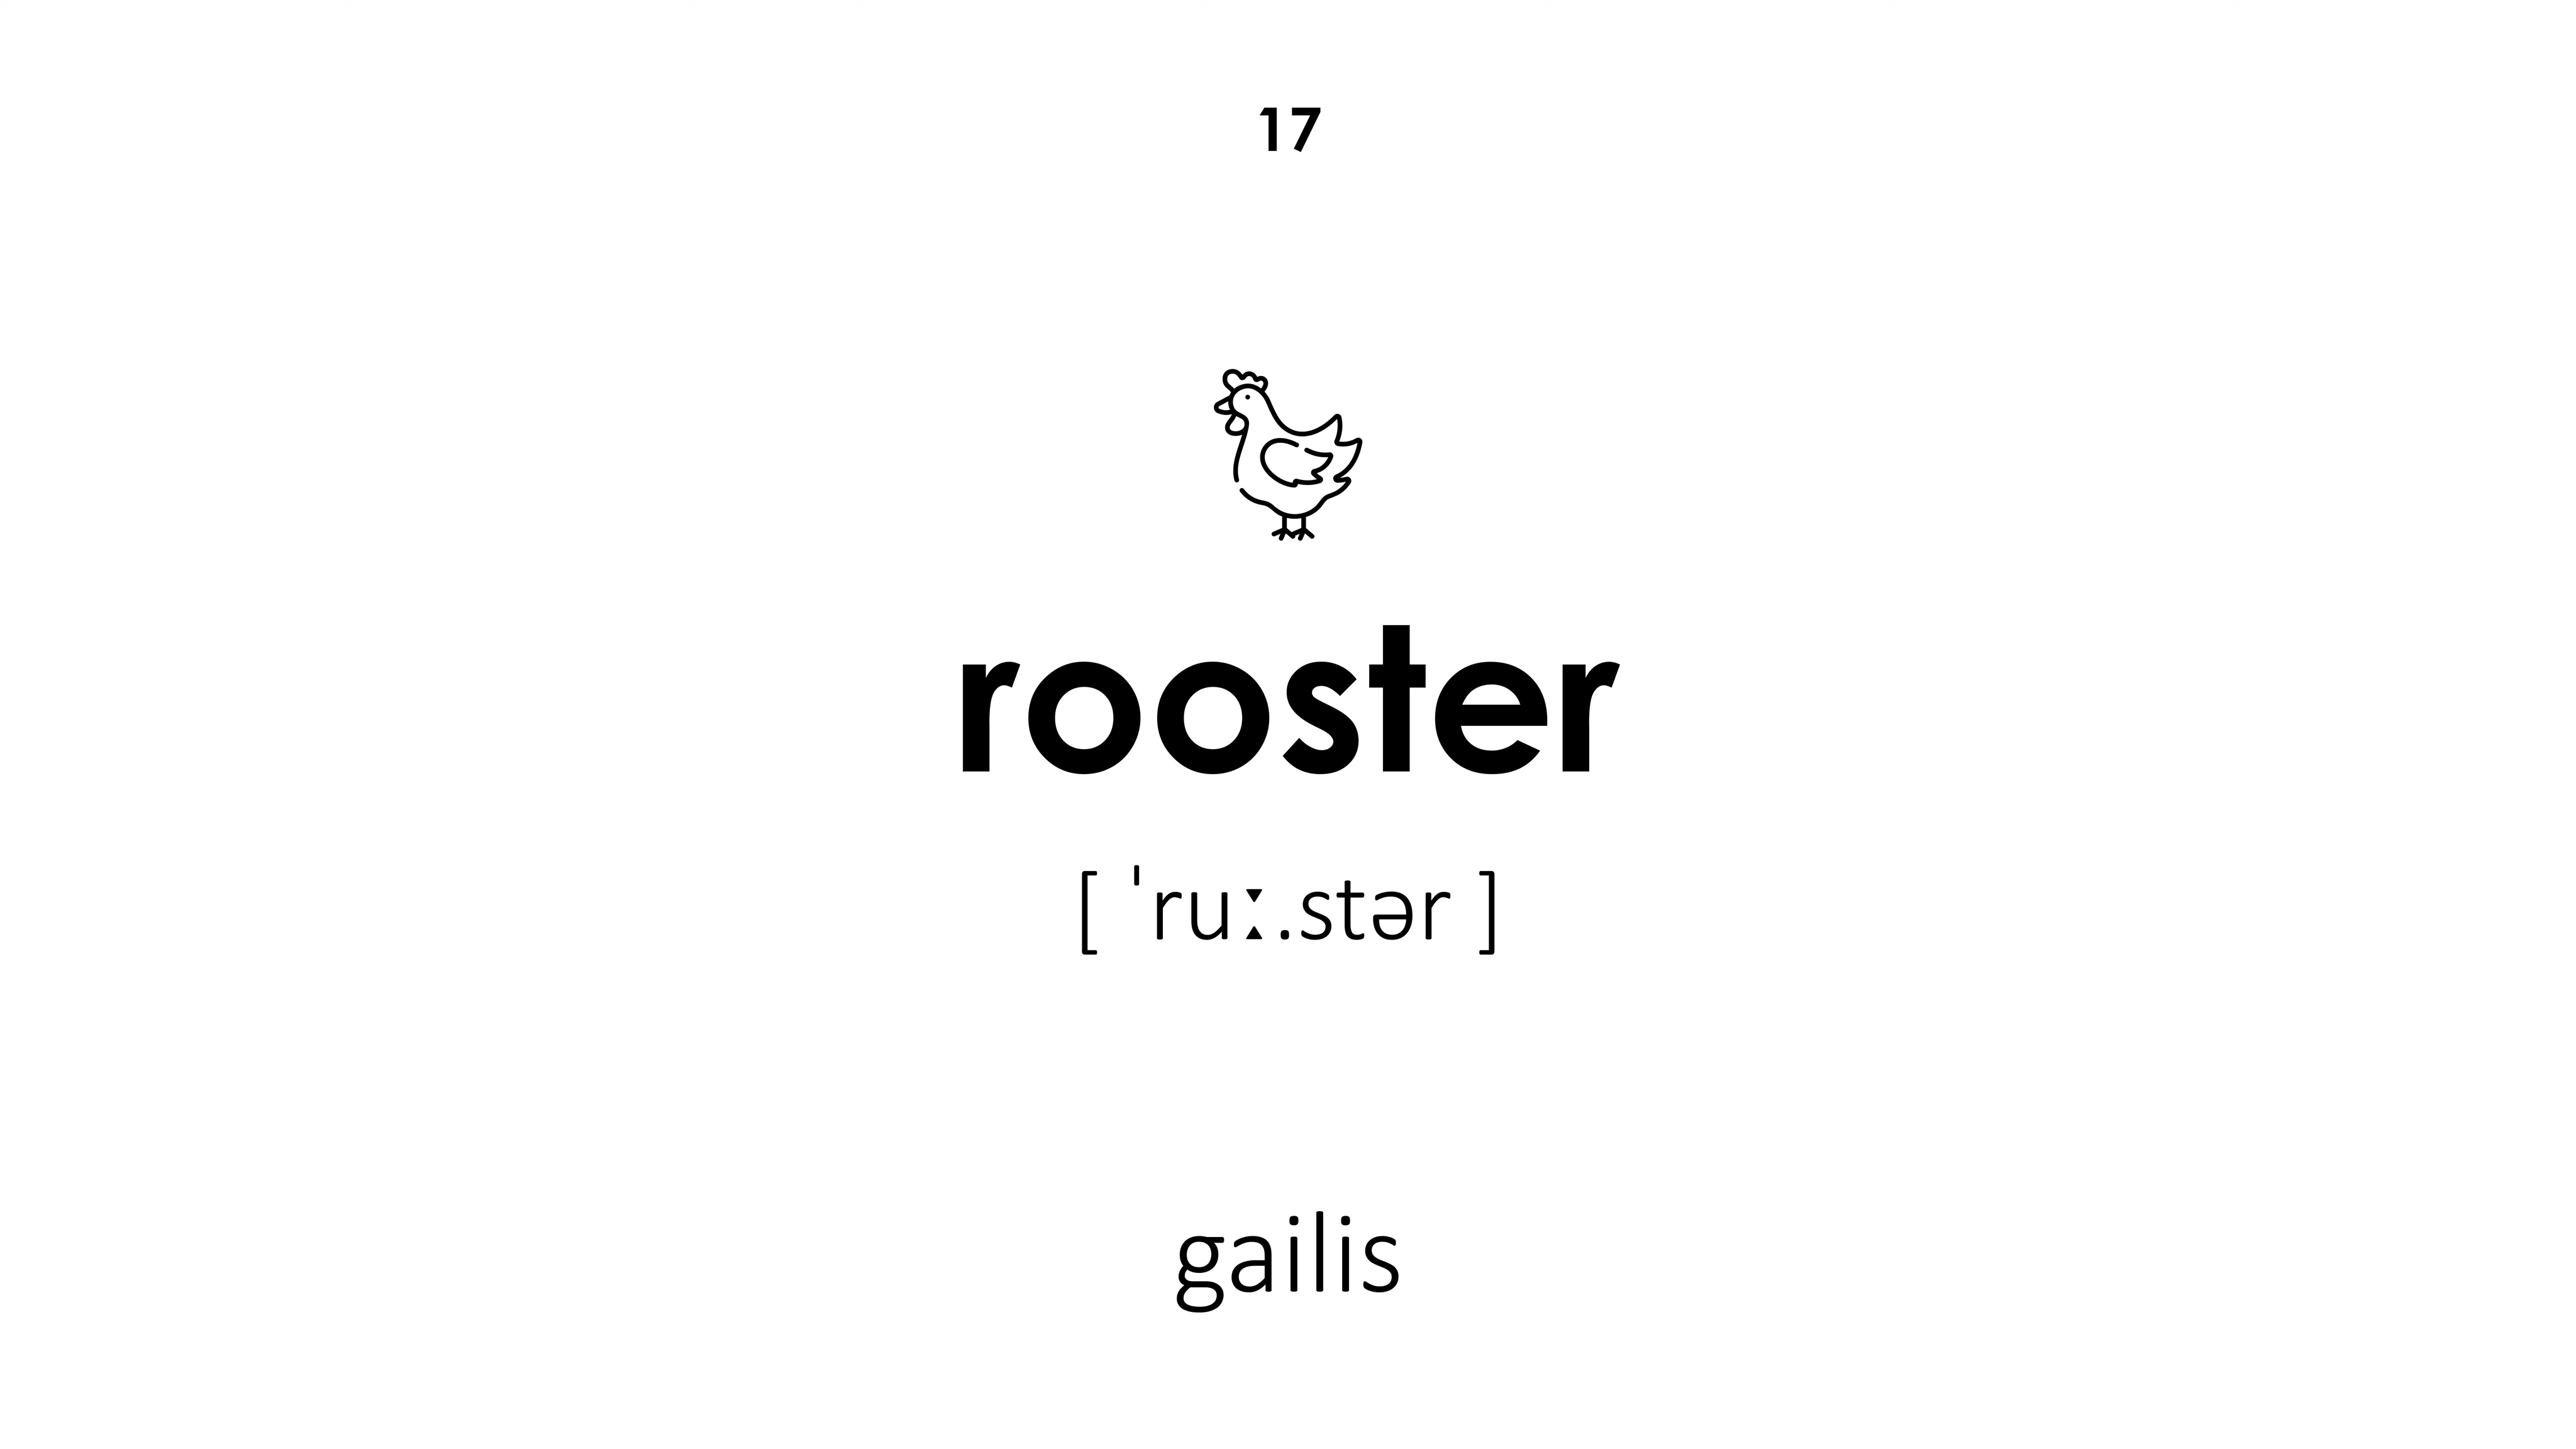 17
rooster
[ ˈruː.stər ]
gailis